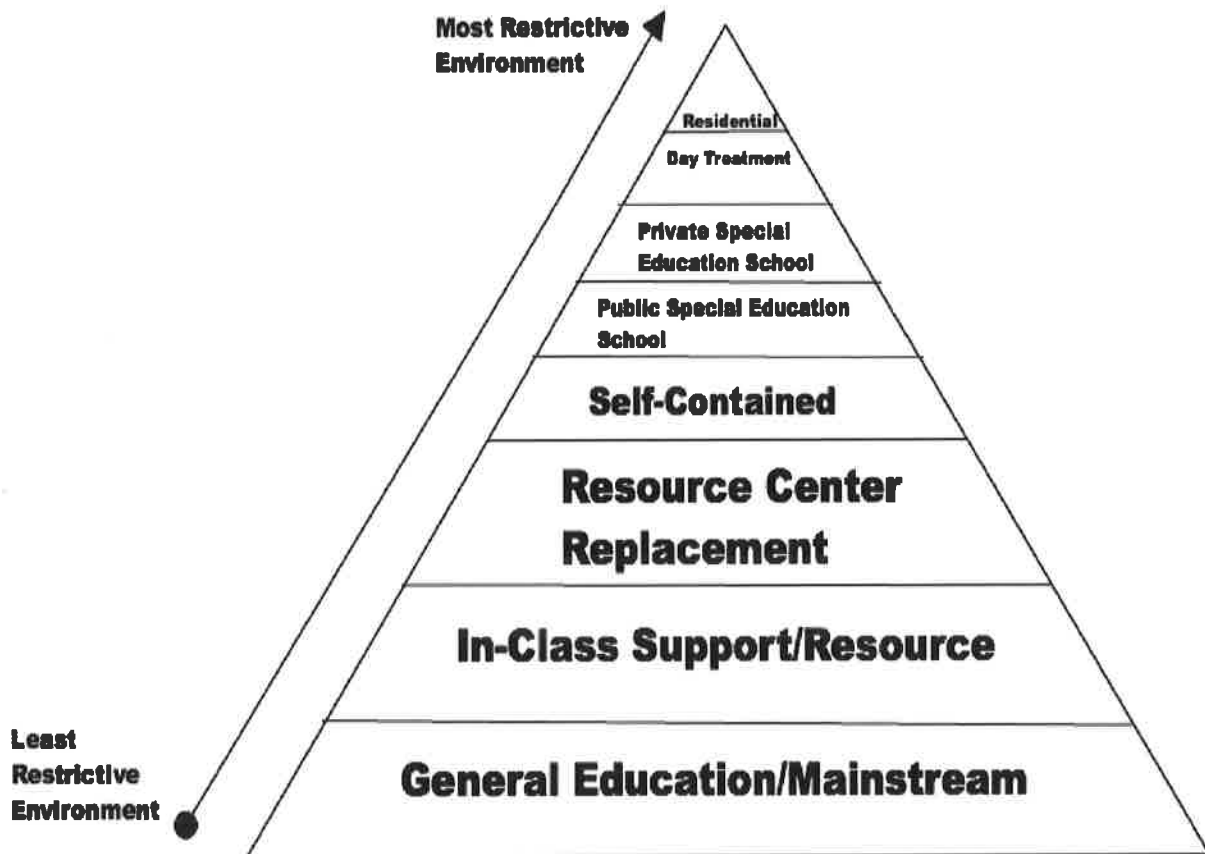 Most Restrictive
Environment
Residential
Day Treatment
Private Special
Education School
Public Special Education
School
Self-Contained
Resource Center
Replacement
In-Class Support/Resource
General Education/Mainstream
Least
Restrictive
Environment